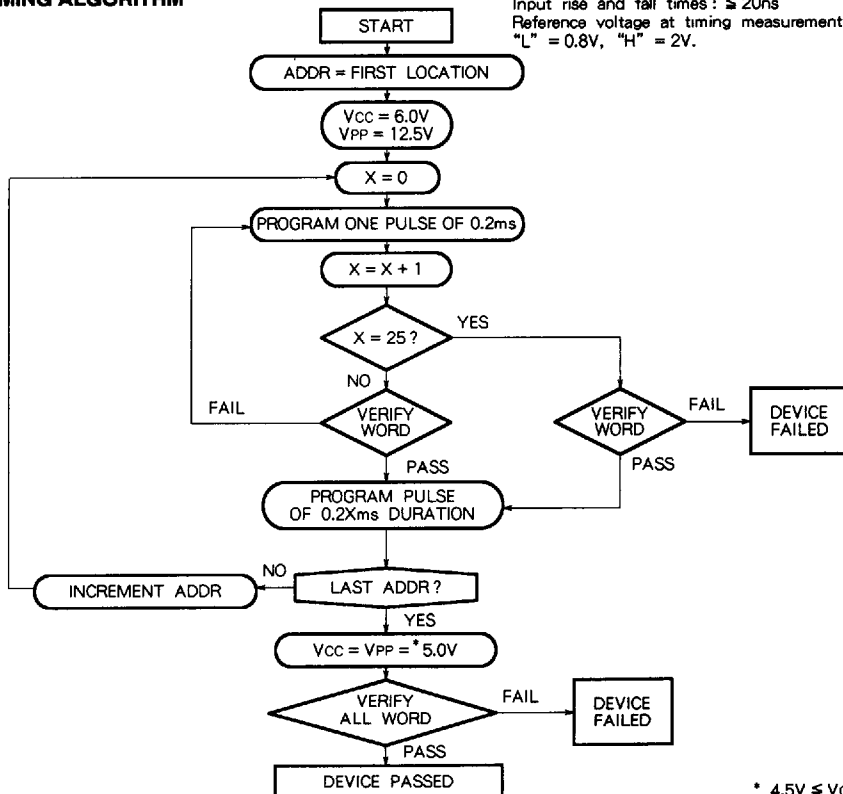 MING ALGORITHM
Input rise and fall times : ≦ 20ns
Reference voltage at timing measurement
“L” = 0.8V, “H” = 2V.
START
ADDR = FIRST LOCATION
VCC = 6.0V
VPP = 12.5V
X = 0
PROGRAM ONE PULSE OF 0.2ms
X = X + 1
X = 25 ?
YES
NO
FAIL
VERIFY
WORD
PASS
VERIFY
WORD
FAIL
PASS
DEVICE
FAILED
PROGRAM PULSE
OF 0.2Xms DURATION
LAST ADDR ?
NO
INCREMENT ADDR
YES
VCC = VPP = *5.0V
VERIFY
ALL WORD
FAIL
DEVICE
FAILED
PASS
DEVICE PASSED
* 4.5V ≦